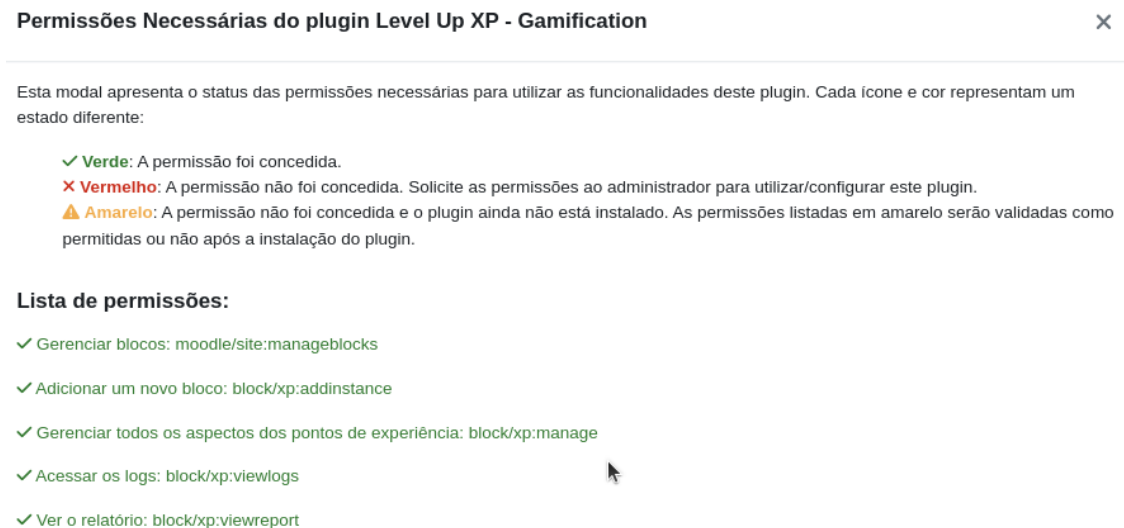 Permissões Necessárias do plugin Level Up XP - Gamification
Esta modal apresenta o status das permissões necessárias para utilizar as funcionalidades deste plugin. Cada ícone e cor representam um
estado diferente:
Verde: A permissão foi concedida.
Vermelho: A permissão não foi concedida. Solicite as permissões ao administrador para utilizar/configurar este plugin.
Amarelo: A permissão não foi concedida e o plugin ainda não está instalado. As permissões listadas em amarelo serão validadas como
permitidas ou não após a instalação do plugin.
Lista de permissões:
Gerenciar blocos: moodle/site:manageblocks
Adicionar um novo bloco: block/xp:addinstance
Gerenciar todos os aspectos dos pontos de experiência: block/xp:manage
Acessar os logs: block/xp:viewlogs
Ver o relatório: block/xp:viewreport